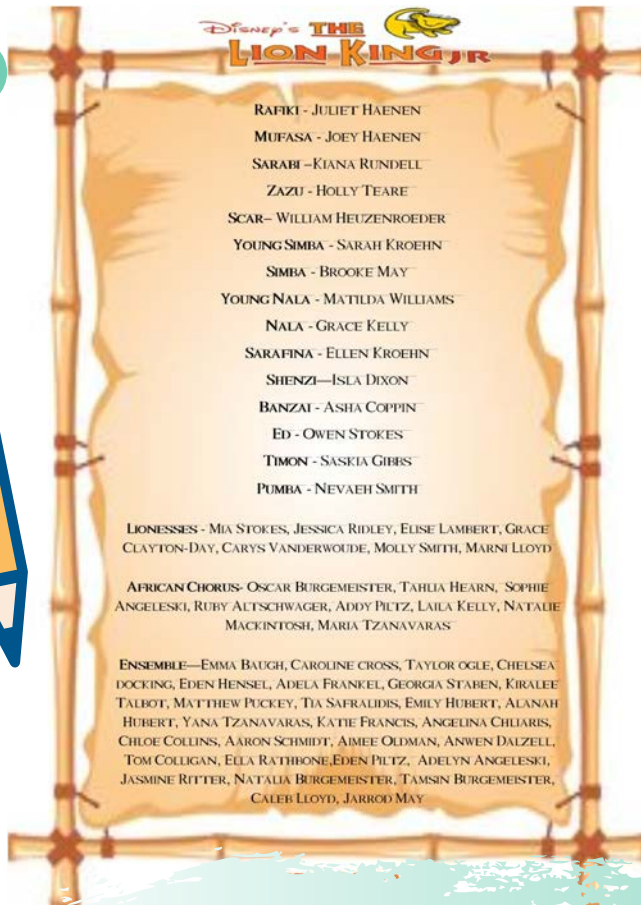 DISNEY'S THE
LION KING JR
RAFIKI - JULIET HAENEN
MUFASA - JOEY HAENEN
SARABI –KIANA RUNDELL
ZAZU - HOLLY TEARE
SCAR– WILLIAM HEUZENROEDER
YOUNG SIMBA - SARAH KROEHN
SIMBA - BROOKE MAY
YOUNG NALA - MATILDA WILLIAMS
NALA - GRACE KELLY
SARAFINA - ELLEN KROEHN
SHENZI—ISLA DIXON
BANZAI - ASHA COPPIN
ED - OWEN STOKES
TIMON - SASKIA GIBBS
PUMBA - NEVAEH SMITH
LIONESSES - MIA STOKES, JESSICA RIDLEY, ELISE LAMBERT, GRACE
CLAYTON-DAY, CARYS VANDERWOUDE, MOLLY SMITH, MARNI LLOYD
AFRICAN CHORUS- OSCAR BURGEMEISTER, TAHLIA HEARN, SOPHIE
ANGELESKI, RUBY ALTSCHWAGER, ADDY PILTZ, LAILA KELLY, NATALIE
MACKINTOSH, MARIA TZANAVARAS
ENSEMBLE—EMMA BAUGH, CAROLINE CROSS, TAYLOR OGLE, CHELSEA
DOCKING, EDEN HENSEL, ADELA FRANKEL, GEORGIA STABEN, KIRALEE
TALBOT, MATTHEW PUCKEY, TIA SAFRALIDIS, EMILY HUBERT, ALANAH
HUBERT, YANA TZANAVARAS, KATIE FRANCIS, ANGELINA CHLIARIS,
CHLOE COLLINS, AARON SCHMIDT, AIMEE OLDMAN, ANWEN DALZELL,
TOM COLLIGAN, ELLA RATHBONE,EDEN PILTZ, ADELYN ANGELESKI,
JASMINE RITTER, NATALIA BURGEMEISTER, TAMSIN BURGEMEISTER,
CALEB LLOYD, JARROD MAY